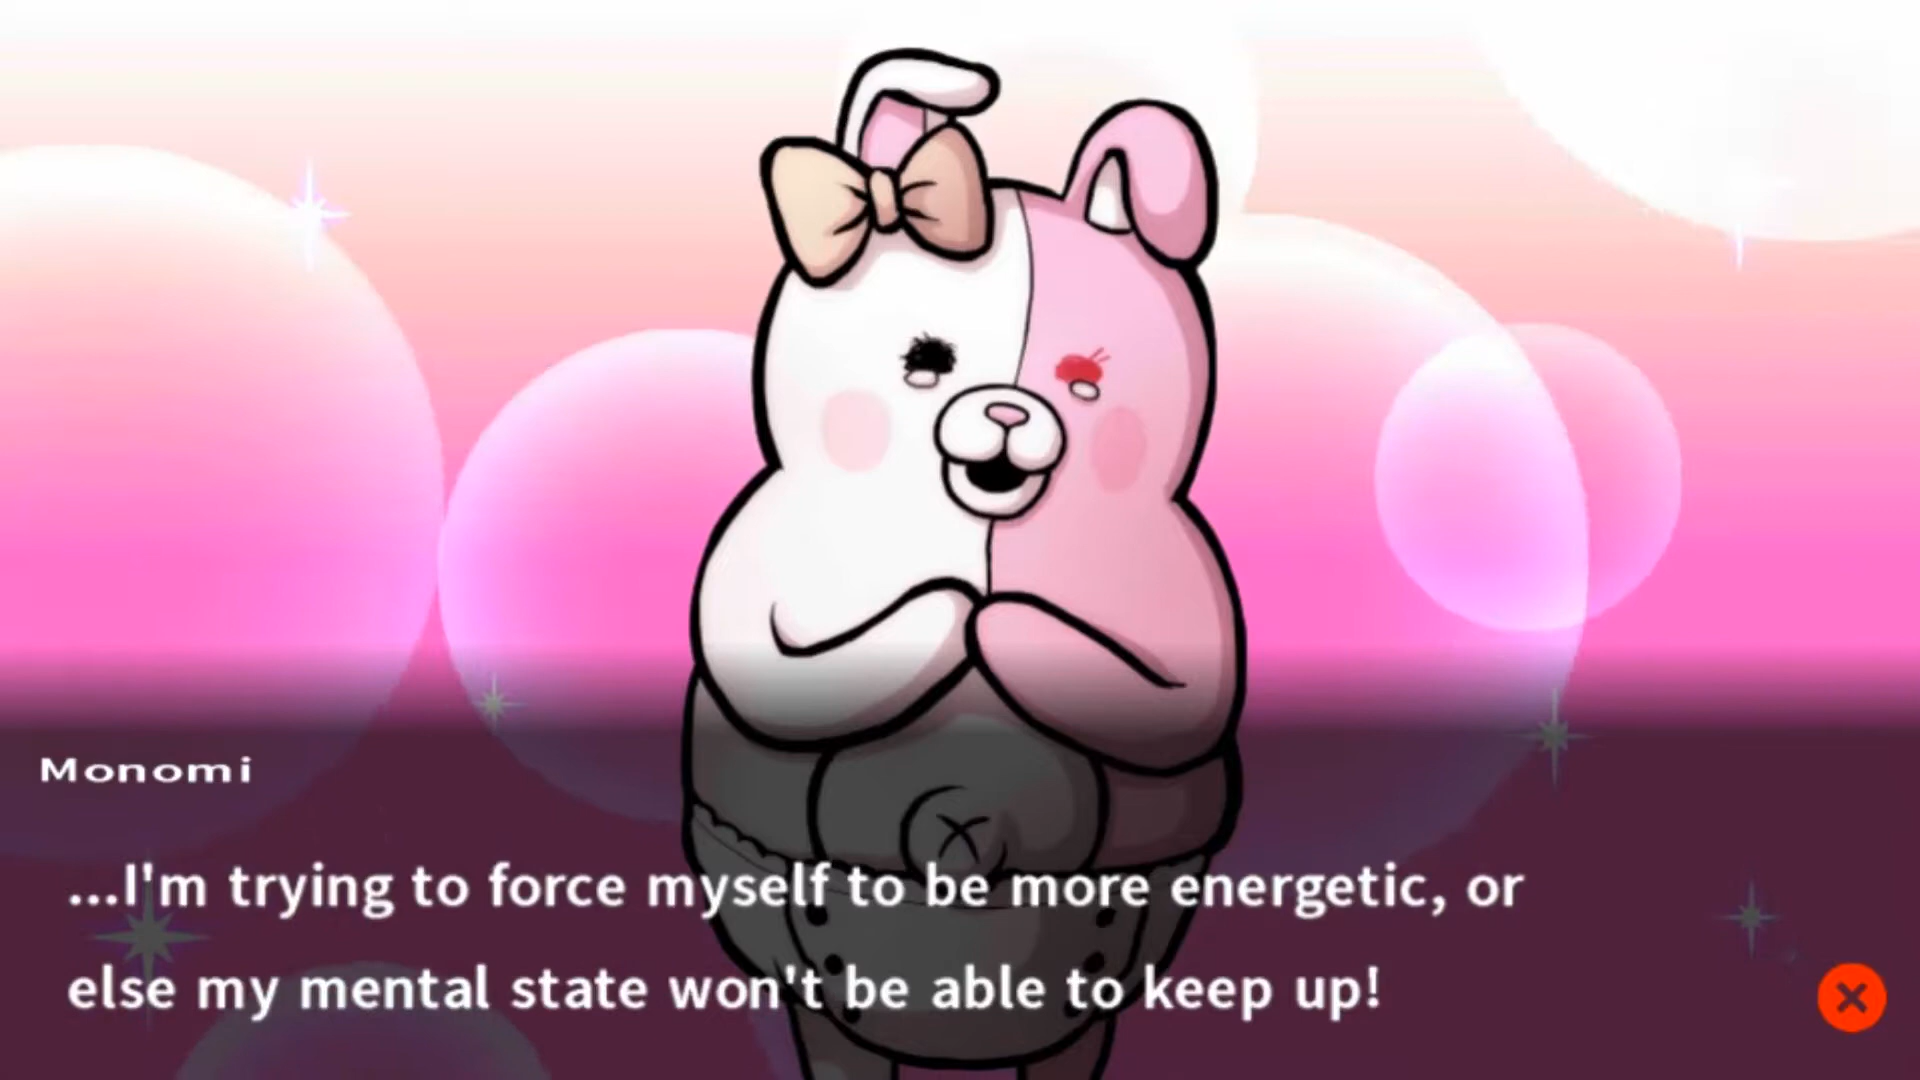 Monomi
...I'm trying to force myself to be more energetic, or
else my mental state won't be able to keep up!